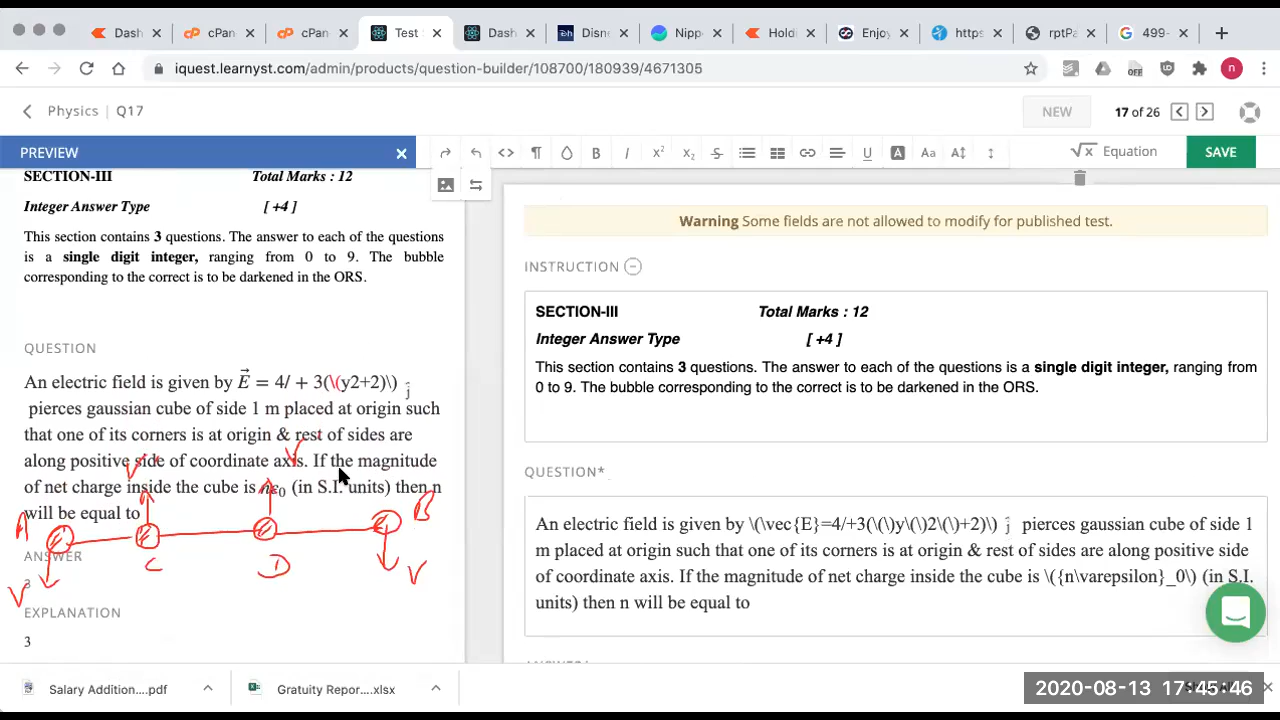 Dash
cPan
cPan
Test
Dash
Disne
Nipp
Hold
Enjoy
https
rptPa
499-
iquest.learnyst.com/admin/products/question-builder/108700/180939/4671305
OFF
n
Physics | Q17
NEW
17 of 26
PREVIEW
B I x² x₂ S U A Aa
Equation
SAVE
SECTION-III Total Marks : 12
Integer Answer Type [ +4 ]
This section contains 3 questions. The answer to each of the questions
is a single digit integer, ranging from 0 to 9. The bubble
corresponding to the correct is to be darkened in the ORS.
QUESTION
An electric field is given by E⃗ = 4/ + 3(\(y2+2)\) ĵ
pierces gaussian cube of side 1 m placed at origin such
that one of its corners is at origin & rest of sides are
along positive side of coordinate axis. If the magnitude
of net charge inside the cube is nε₀ (in S.I. units) then n
will be equal to
ANSWER
3
EXPLANATION
3
V
V
A
B
C
D
V
V
Warning Some fields are not allowed to modify for published test.
INSTRUCTION
SECTION-III Total Marks : 12
Integer Answer Type [ +4 ]
This section contains 3 questions. The answer to each of the questions is a single digit integer, ranging from
0 to 9. The bubble corresponding to the correct is to be darkened in the ORS.
QUESTION*
An electric field is given by \(\vec{E}=4/+3(\(\)y\(\)2\(\)+2)\) ĵ pierces gaussian cube of side 1
m placed at origin such that one of its corners is at origin & rest of sides are along positive side
of coordinate axis. If the magnitude of net charge inside the cube is \({n\varepsilon}_0\) (in S.I.
units) then n will be equal to
Salary Addition....pdf
Gratuity Repor....xlsx
2020-08-13 17:45:46